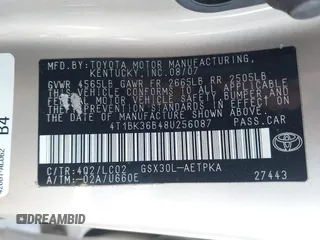 MFD BY: TOYOTA MOTOR MANUFACTURING,
KENTUCKY, INC. 08/07
GVWR 4565LB GAWR FR 2665LB RR 2505LB
THIS VEHICLE CONFORMS TO ALL APPLICABLE
FEDERAL MOTOR VEHICLE SAFETY, BUMPER, AND
THEFT PREVENTION STANDARDS IN EFFECT ON
THE DATE OF MANUFACTURE SHOWN ABOVE.
4T1BK36B48U256087
PASS.CAR
C/TR:4Q2/LC02 GSX30L-AETPKA
A/TM:-02A/U660E
TOYOTA
27443
B4
BIDCARS